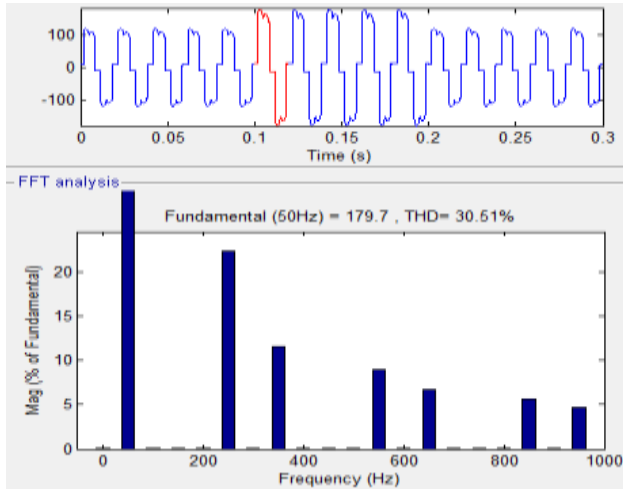 100
0
-100
0 0.05 0.1 0.15 0.2 0.25 0.3
Time (s)
FFT analysis
Fundamental (50Hz) = 179.7 , THD= 30.51%
20
15
10
5
0
Mag (% of Fundamental)
0 200 400 600 800 1000
Frequency (Hz)